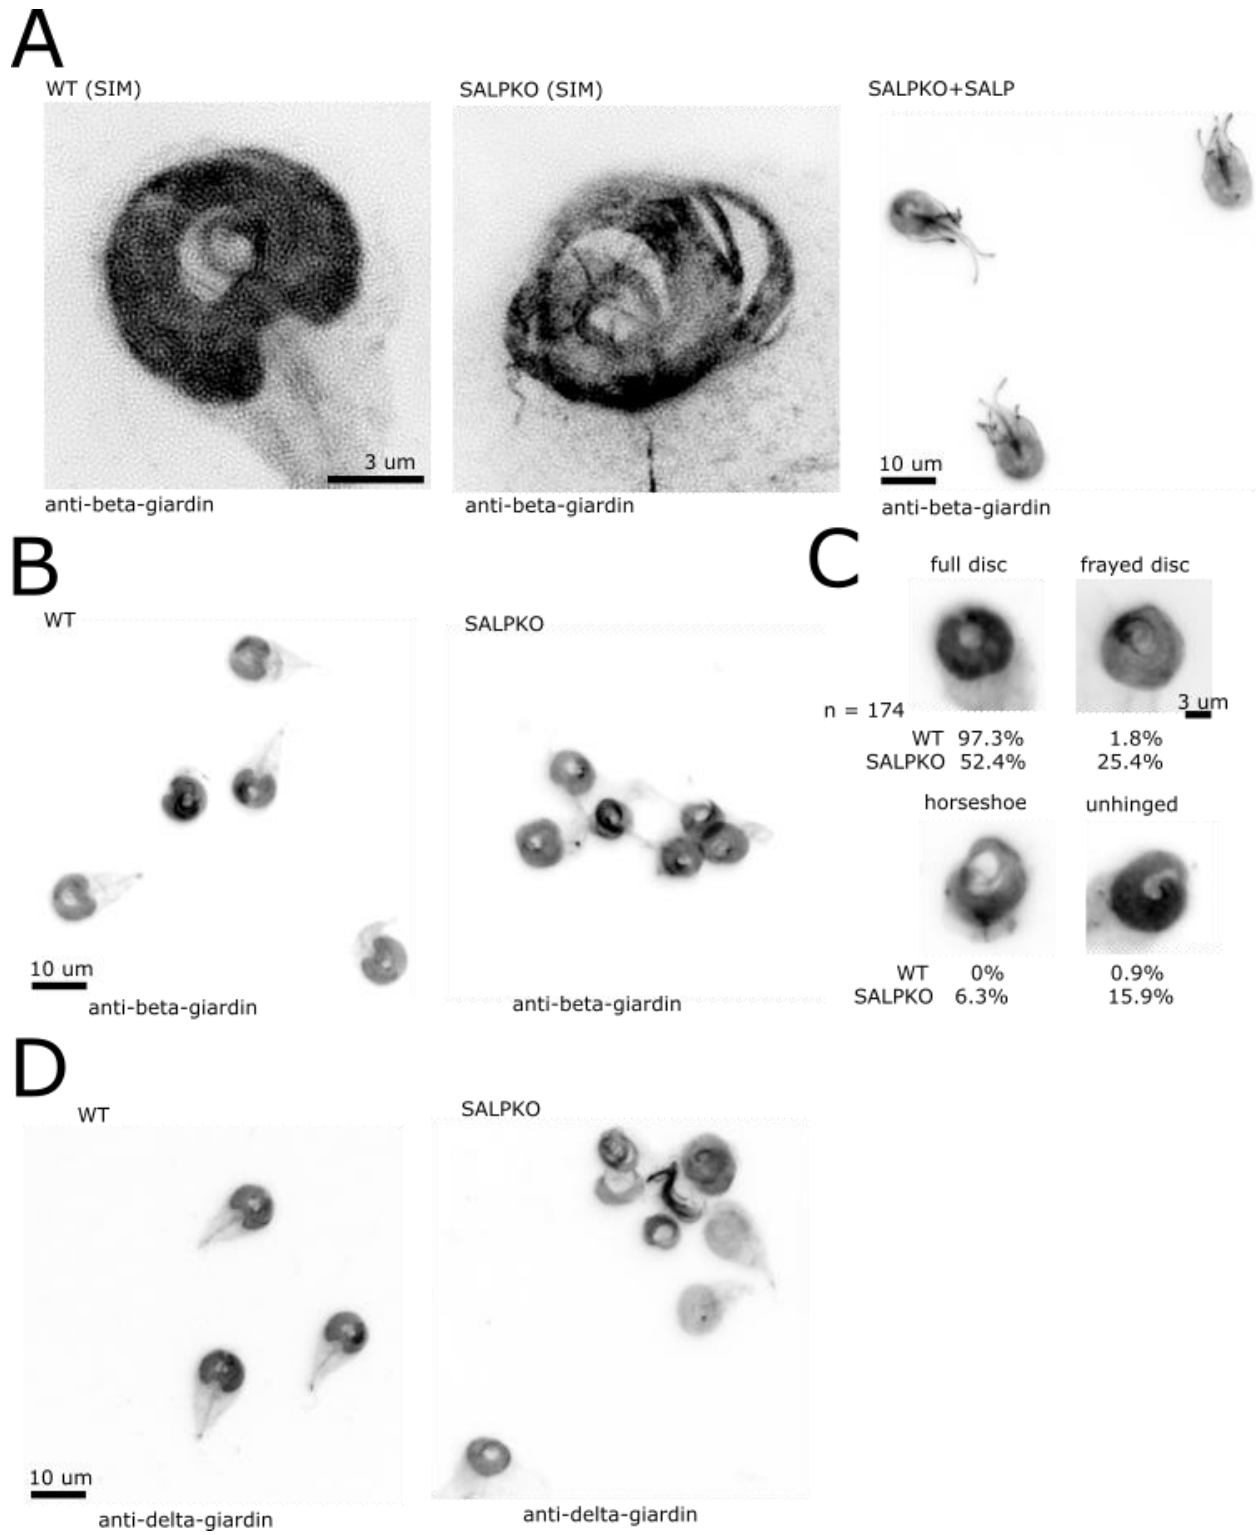 A
WT (SIM)
SALPKO (SIM)
SALPKO+SALP
3 um
10 um
anti-beta-giardin
anti-beta-giardin
anti-beta-giardin
B
WT
SALPKO
10 um
anti-beta-giardin
anti-beta-giardin
C
full disc
frayed disc
3 um
n = 174
WT 97.3% 1.8%
SALPKO 52.4% 25.4%
horseshoe
unhinged
WT 0% 0.9%
SALPKO 6.3% 15.9%
D
WT
SALPKO
10 um
anti-delta-giardin
anti-delta-giardin